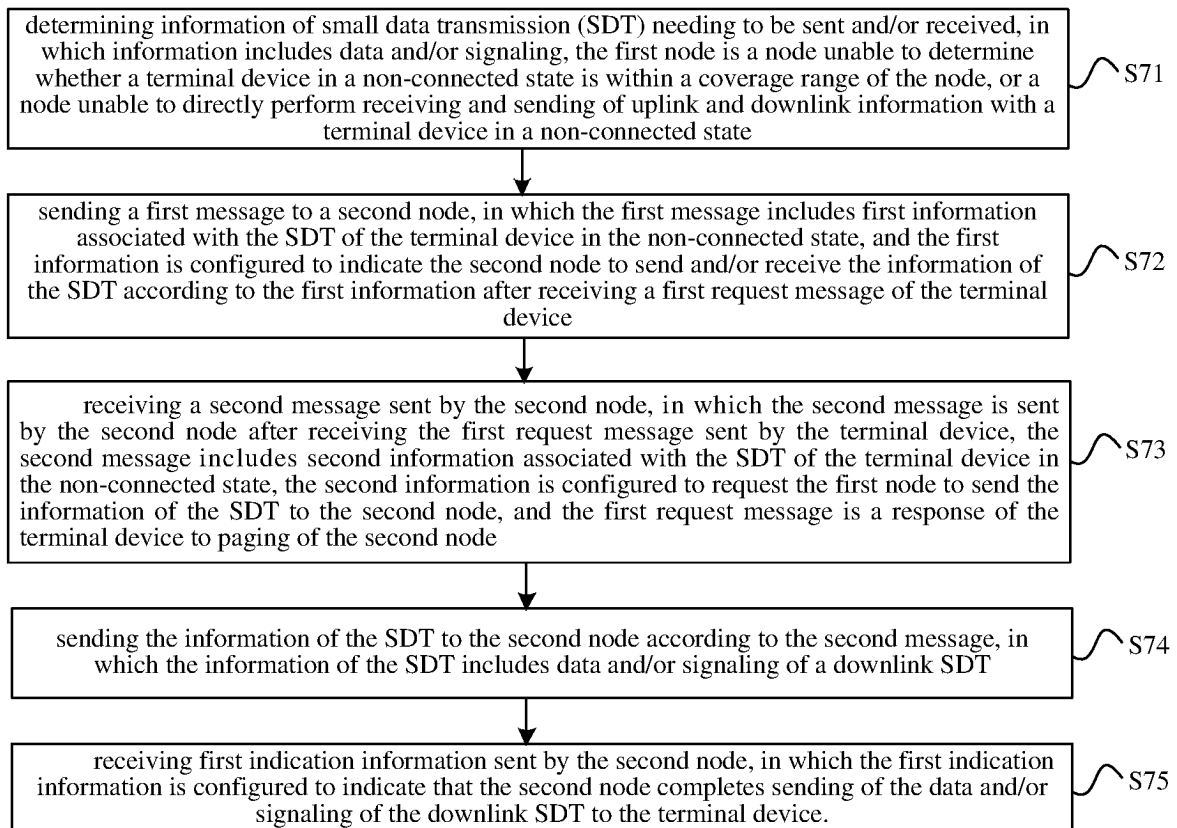 determining information of small data transmission (SDT) needing to be sent and/or received, in
which information includes data and/or signaling, the first node is a node unable to determine
whether a terminal device in a non-connected state is within a coverage range of the node, or a
node unable to directly perform receiving and sending of uplink and downlink information with a
terminal device in a non-connected state
S71
sending a first message to a second node, in which the first message includes first information
associated with the SDT of the terminal device in the non-connected state, and the first
information is configured to indicate the second node to send and/or receive the information of
the SDT according to the first information after receiving a first request message of the terminal
device
S72
receiving a second message sent by the second node, in which the second message is sent
by the second node after receiving the first request message sent by the terminal device, the
second message includes second information associated with the SDT of the terminal device in
the non-connected state, the second information is configured to request the first node to send the
information of the SDT to the second node, and the first request message is a response of the
terminal device to paging of the second node
S73
sending the information of the SDT to the second node according to the second message, in
which the information of the SDT includes data and/or signaling of a downlink SDT
S74
receiving first indication information sent by the second node, in which the first indication
information is configured to indicate that the second node completes sending of the data and/or
signaling of the downlink SDT to the terminal device.
S75